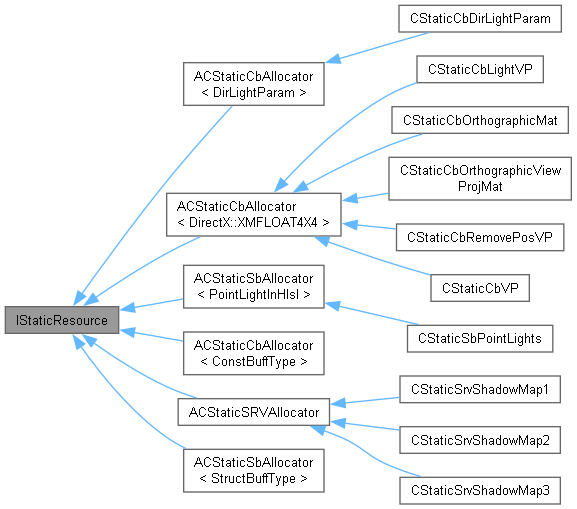 CStaticCbDirLightParam
ACStaticCbAllocator
< DirLightParam >
CStaticCbLightVP
CStaticCbOrthographicMat
CStaticCbOrthographicView
ProjMat
ACStaticCbAllocator
< DirectX::XMFLOAT4X4 >
CStaticCbRemovePosVP
CStaticCbVP
ACStaticSbAllocator
< PointLightInHlsl >
IStaticResource
CStaticSbPointLights
ACStaticCbAllocator
< ConstBuffType >
CStaticSrvShadowMap1
ACStaticSRVAllocator
CStaticSrvShadowMap2
ACStaticSbAllocator
< StructBuffType >
CStaticSrvShadowMap3